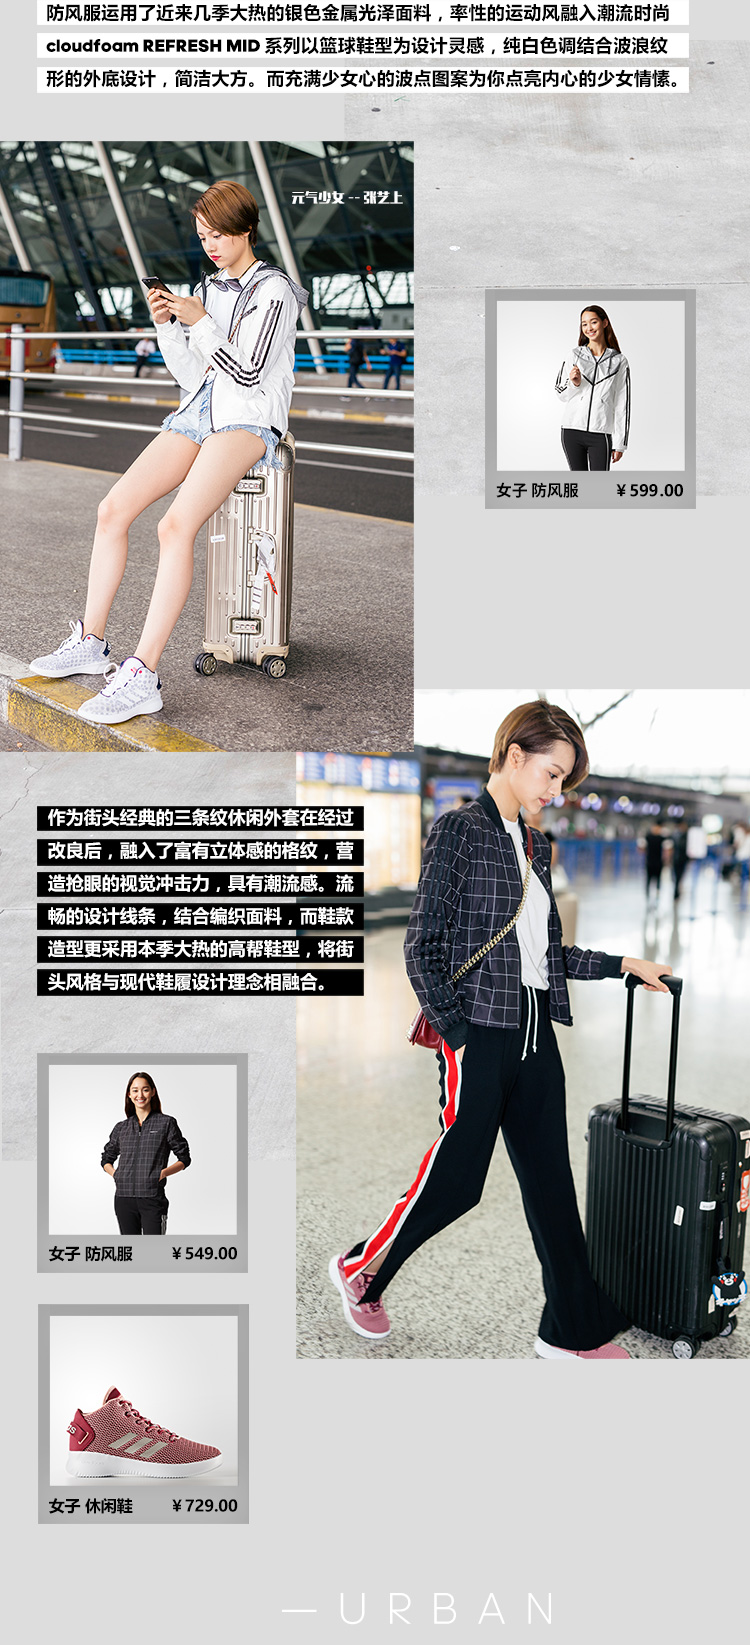 防风服运用了近来几季大热的银色金属光泽面料，率性的运动风融入潮流时尚
cloudfoam REFRESH MID 系列以篮球鞋型为设计灵感，纯白色调结合波浪纹
形的外底设计，简洁大方。而充满少女心的波点图案为你点亮内心的少女情愫。
元气少女 -- 张艺上
女子 防风服 ￥599.00
作为街头经典的三条纹休闲外套在经过
改良后，融入了富有立体感的格纹，营
造抢眼的视觉冲击力，具有潮流感。流
畅的设计线条，结合编织面料，而鞋款
造型更采用本季大热的高帮鞋型，将街
头风格与现代鞋履设计理念相融合。
女子 防风服 ￥549.00
女子 休闲鞋 ￥729.00
—URBAN